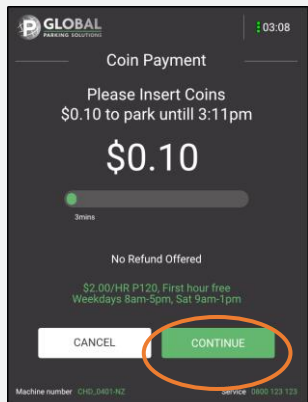 GLOBAL
PARKING SOLUTIONS
03:08
Coin Payment
Please Insert Coins
$0.10 to park untill 3:11pm
$0.10
3mins
No Refund Offered
$2.00/HR P120, First hour free
Weekdays 8am-5pm, Sat 9am-1pm
CANCEL
CONTINUE
Machine number CHD_0401-NZ
Service 0800 123 123